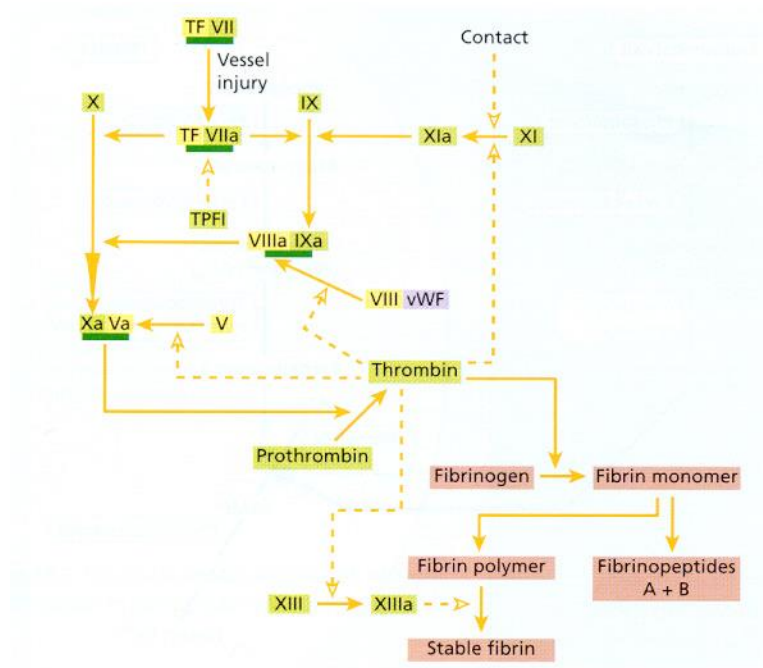 TF VII
Contact
Vessel
injury
X
IX
TF VIIa
XIa
XI
TPFI
VIIIa IXa
VIII vWF
Xa Va
V
Thrombin
Prothrombin
Fibrinogen
Fibrin monomer
Fibrin polymer
Fibrinopeptides
A + B
XIII
XIIIa
Stable fibrin